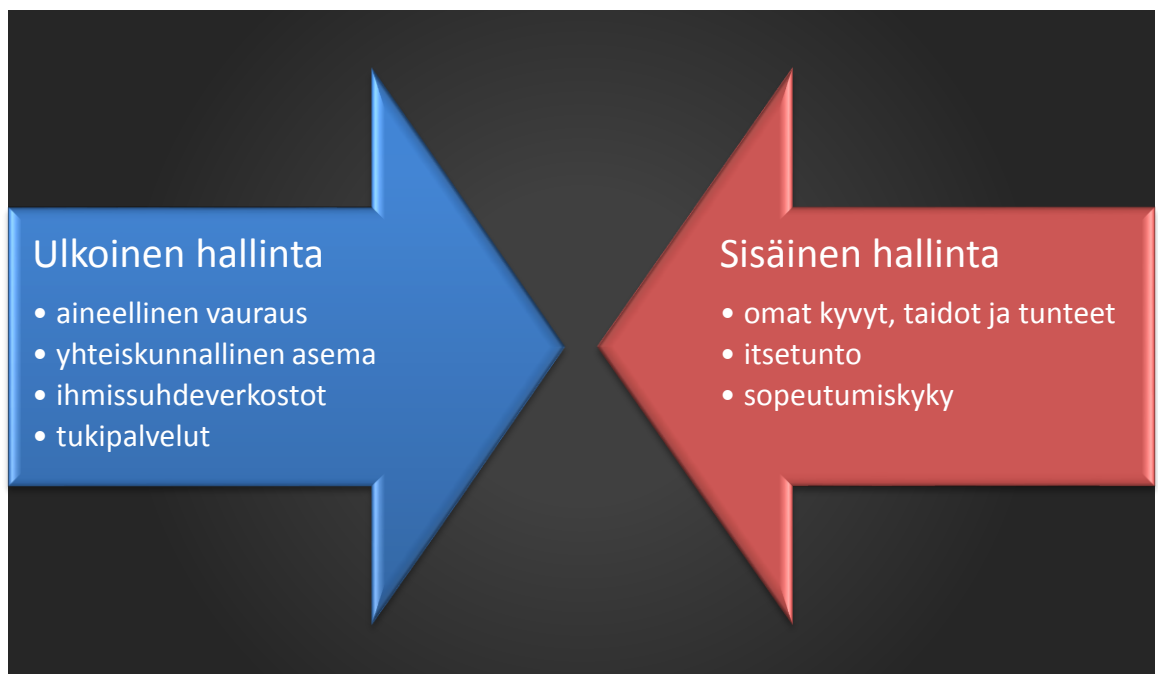 Ulkoinen hallinta
• aineellinen vauraus
• yhteiskunnallinen asema
• ihmissuhdeverkostot
• tukipalvelut
Sisäinen hallinta
• omat kyvyt, taidot ja tunteet
• itsetunto
• sopeutumiskyky